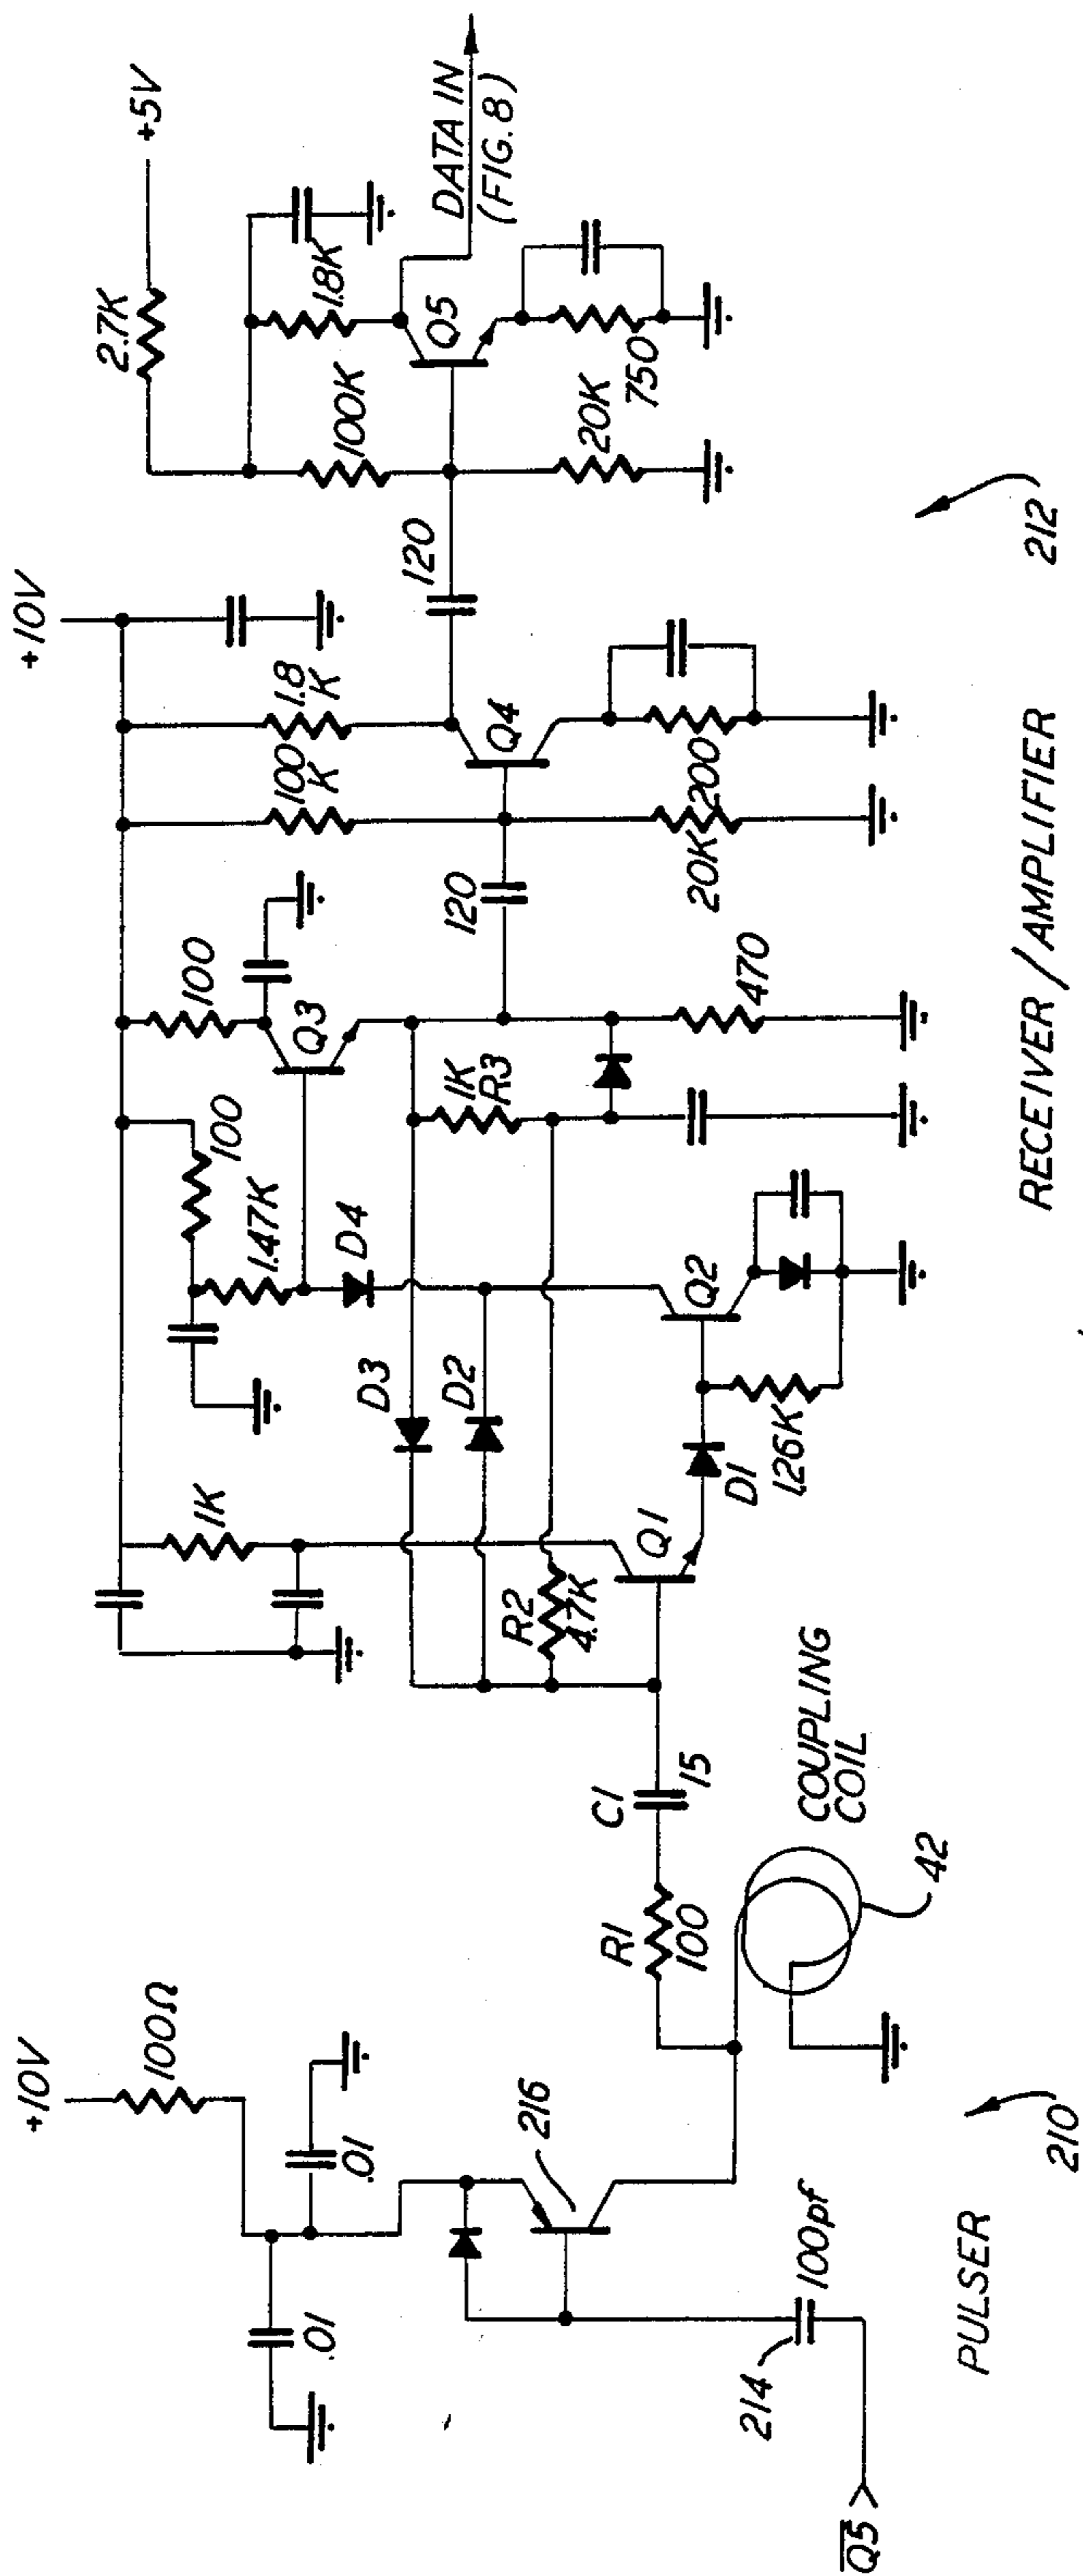 +10V
100Ω
.01
.01
216
214
100pf
Q5
PULSER
210
R1
100
C1
15
COUPLING
COIL
42
+10V
1K
R2
4.7K
D3
D2
Q1
D1
1.26K
100
1.47K
D4
Q2
100
Q3
1K
R3
470
120
100
K
1.8
K
Q4
20K
200
120
+5V
2.7K
100K
1.8K
Q5
20K
750
DATA IN
(FIG. 8)
212
RECEIVER / AMPLIFIER